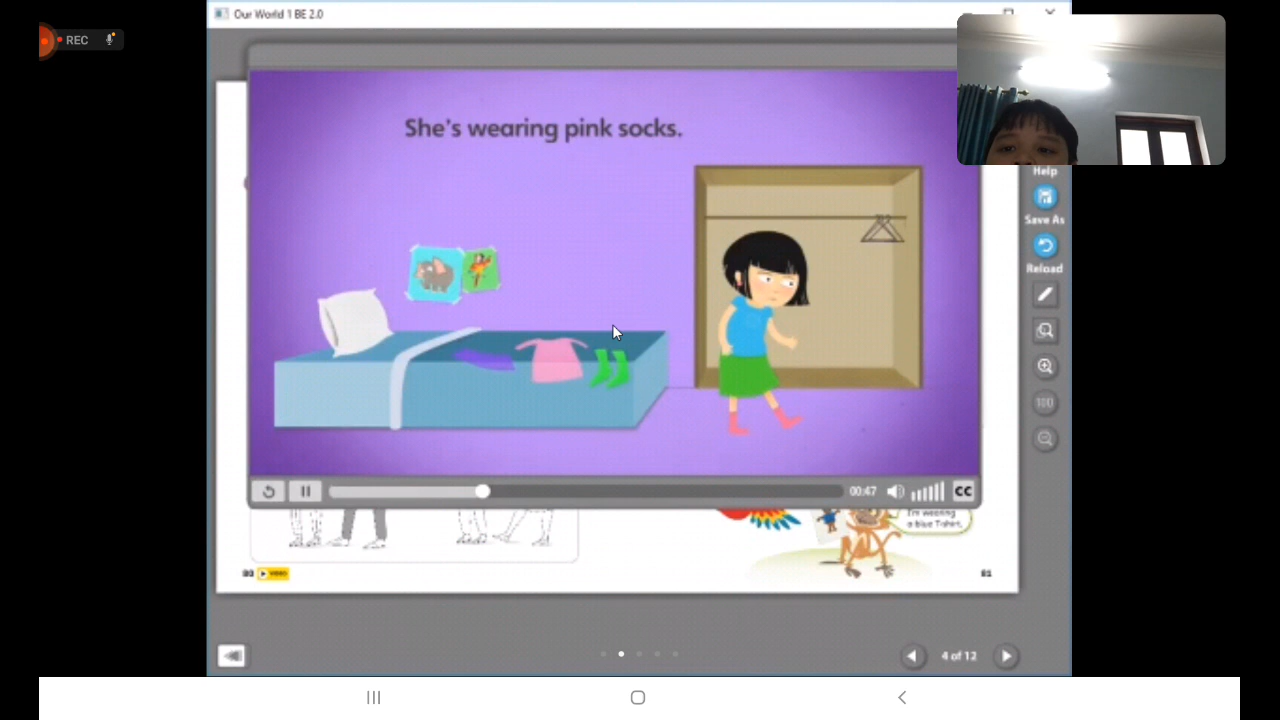 Our World 1 BE 2.0
REC
She's wearing pink socks.
Help
Save As
Reload
100
00:47
CC
I'm wearing
a blue T-shirt.
80
VIDEO
81
4 of 12